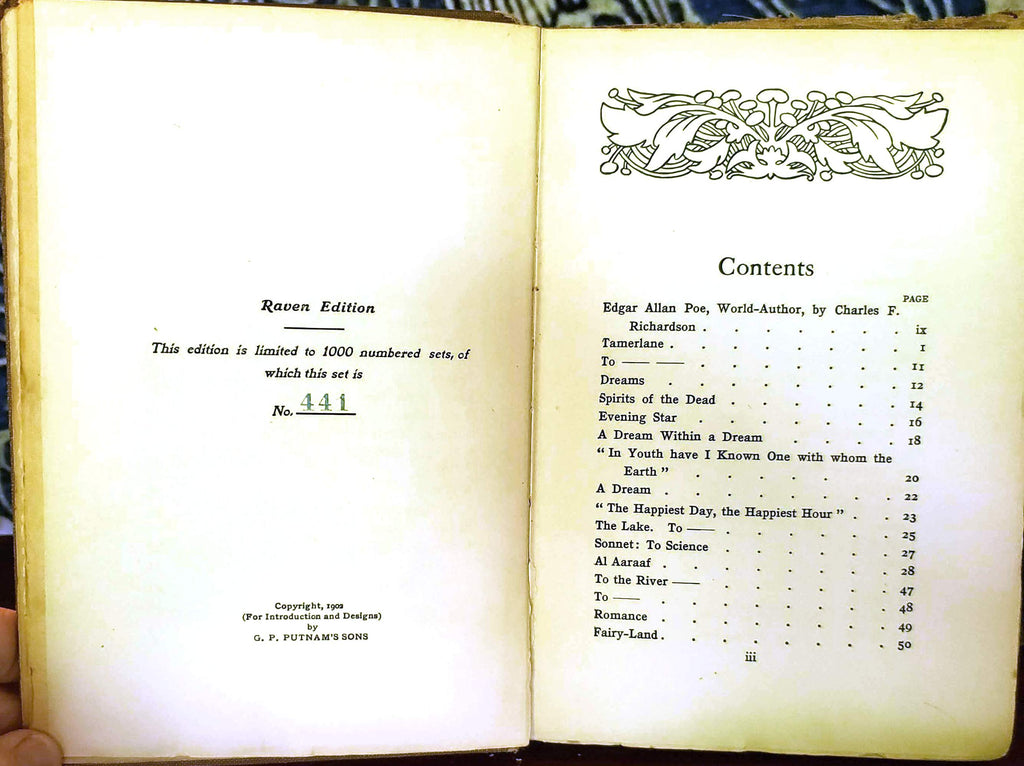 Raven Edition
This edition is limited to 1000 numbered sets, of
which this set is
No. 441
Copyright, 1902
(For Introduction and Designs)
by
G. P. PUTNAM'S SONS
Contents
PAGE
Edgar Allan Poe, World-Author, by Charles F.
Richardson . . . . . . . ix
Tamerlane . . . . . . . . 1
To —— —— . . . . . . . 11
Dreams . . . . . . . . 12
Spirits of the Dead . . . . . . 14
Evening Star . . . . . . . 16
A Dream Within a Dream . . . . 18
“ In Youth have I Known One with whom the
Earth ” . . . . . 20
A Dream . . . . . . . . 22
“ The Happiest Day, the Happiest Hour ” . . 23
The Lake. To —— . . . . . . 25
Sonnet: To Science . . . . . . 27
Al Aaraaf . . . . . . . . 28
To the River —— . . . . . . 47
To —— . . . . . . . . 48
Romance . . . . . . . . 49
Fairy-Land . . . . . . . . 50
iii